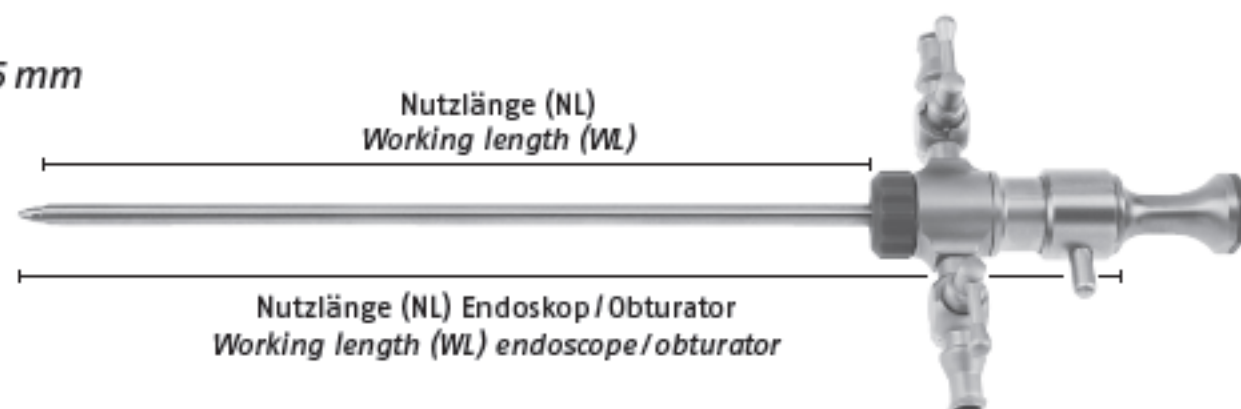 5 mm
Nutzlänge (NL)
Working length (WL)
Nutzlänge (NL) Endoskop / Obturator
Working length (WL) endoscope / obturator